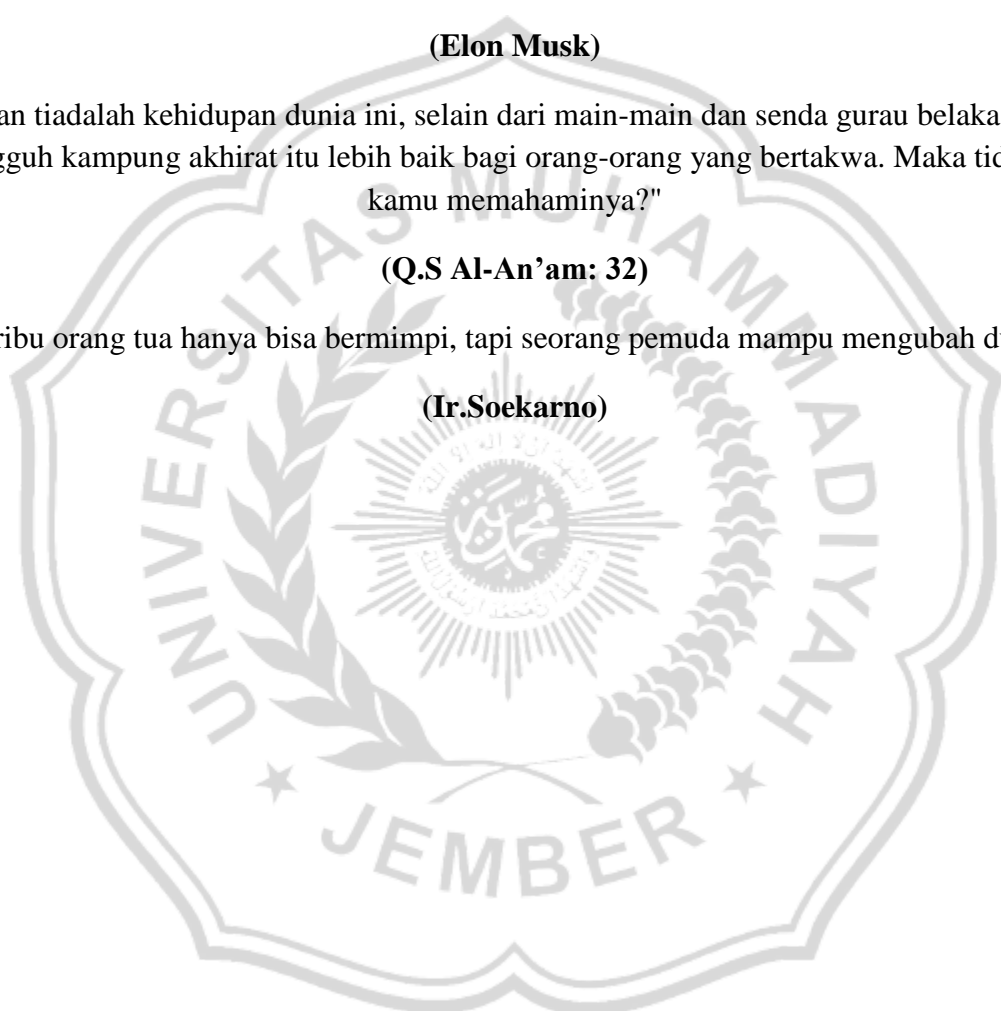 (Elon Musk)
an tiadalah kehidupan dunia ini, selain dari main-main dan senda gurau belaka
gguh kampung akhirat itu lebih baik bagi orang-orang yang bertakwa. Maka tid
kamu memahaminya?"
(Q.S Al-An’am: 32)
ribu orang tua hanya bisa bermimpi, tapi seorang pemuda mampu mengubah d
(Ir.Soekarno)
UNIVERSITAS MUHAMMADIYAH
JEMBER